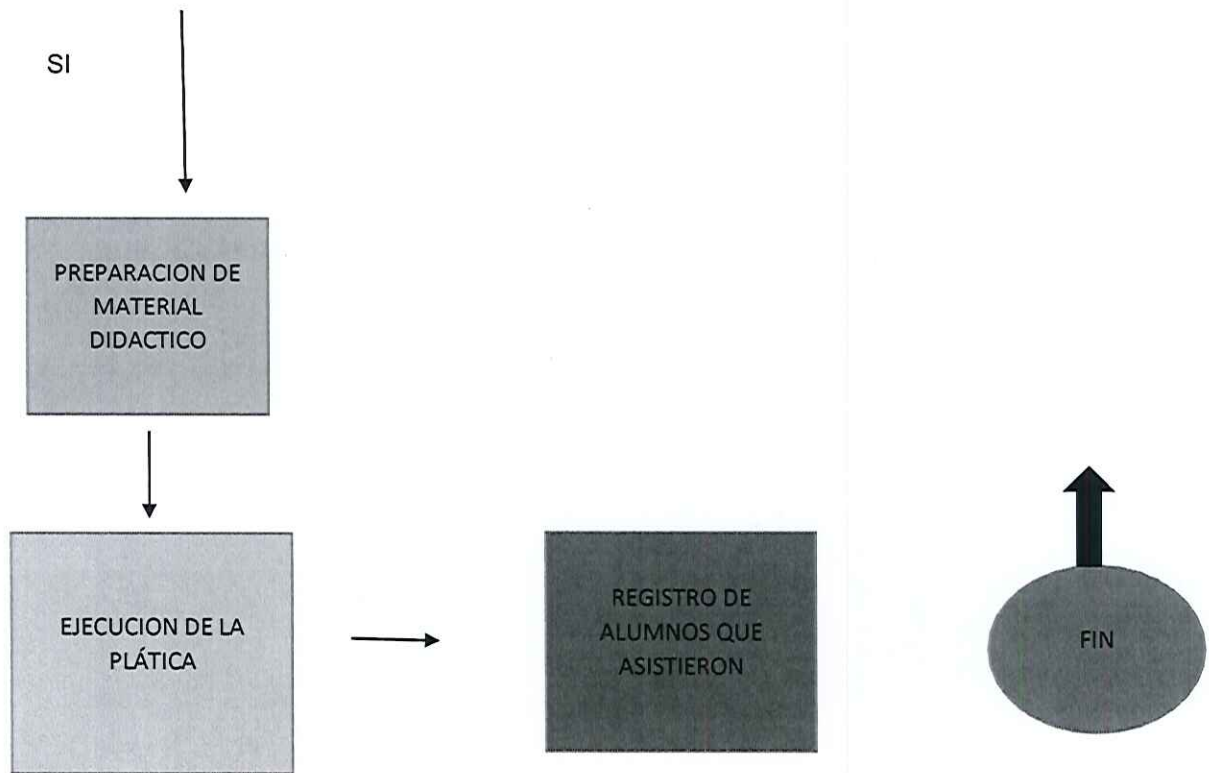 SI
PREPARACION DE
MATERIAL
DIDACTICO
EJECUCION DE LA
PLÁTICA
REGISTRO DE
ALUMNOS QUE
ASISTIERON
FIN